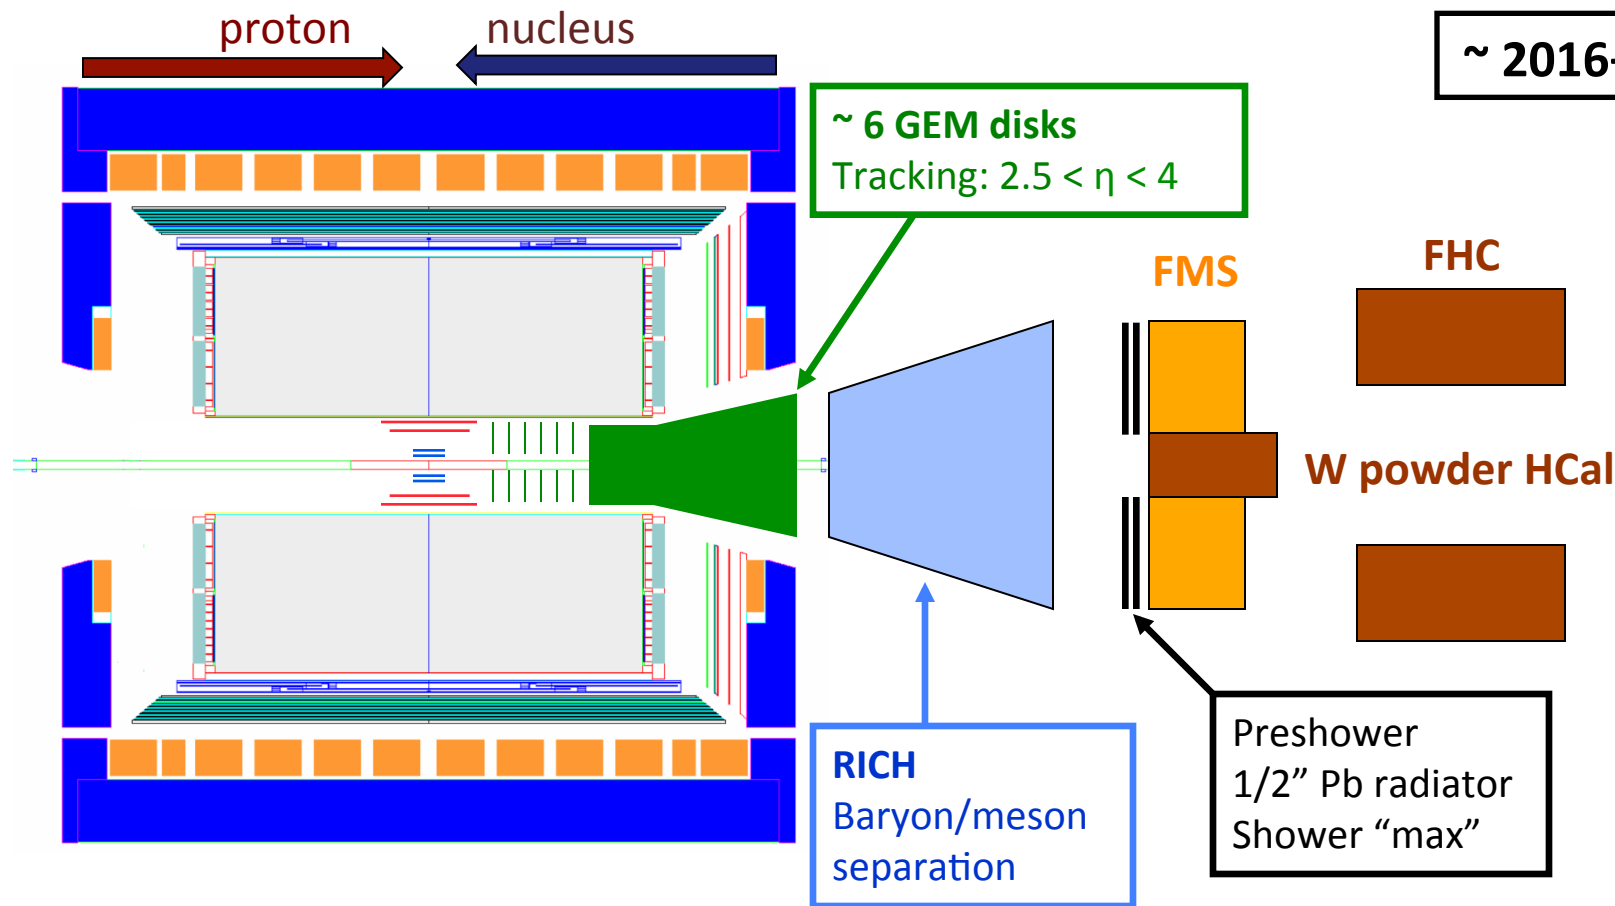 proton nucleus
~ 2016-
~ 6 GEM disks
Tracking: 2.5 < η < 4
FMS
FHC
W powder HCal
RICH
Baryon/meson
separation
Preshower
1/2” Pb radiator
Shower “max”